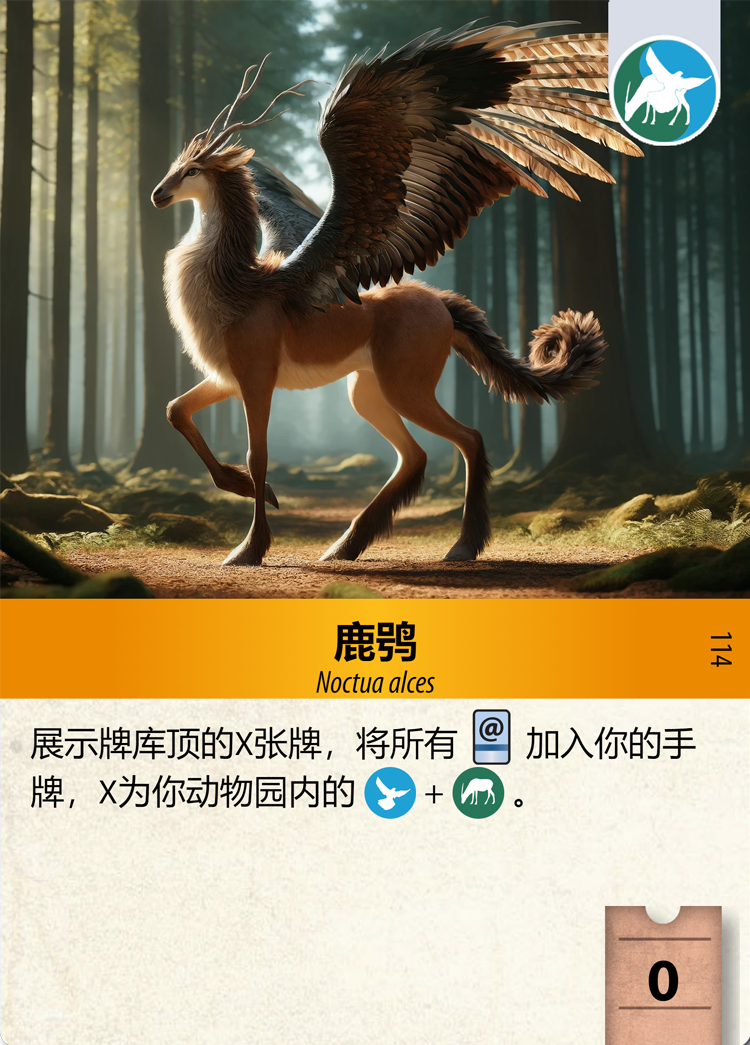 鹿鸮
Noctua alces
114
展示牌库顶的X张牌，将所有 @ 加入你的手
牌，X为你动物园内的 + 。
0